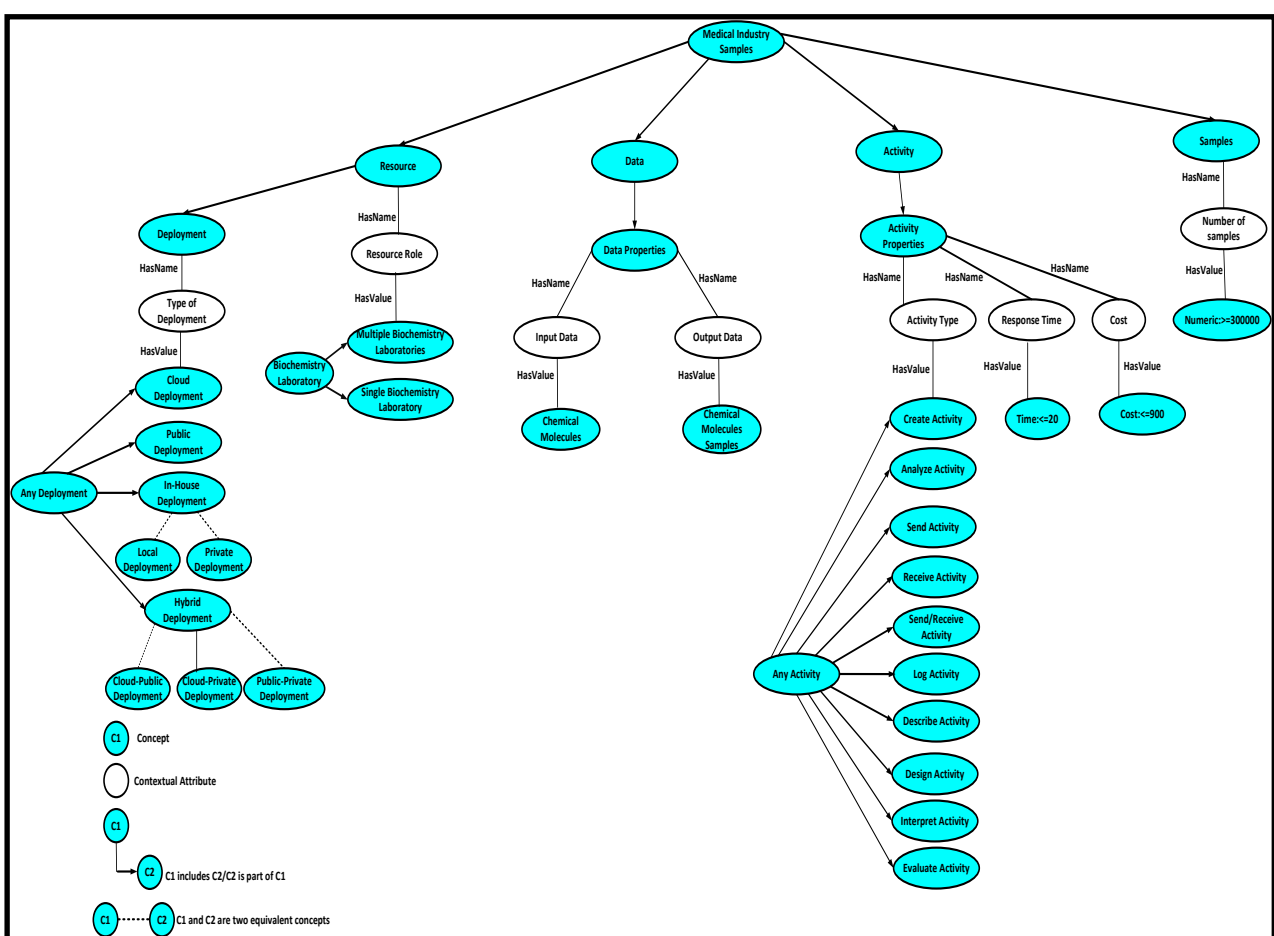 Medical Industry
Samples
Samples
Activity
Data
Resource
HasName
HasName
Number of
samples
Deployment
Activity
Properties
Data Properties
Resource Role
HasName
HasName
HasName
HasName
HasName
HasName
HasValue
HasValue
Type of
Deployment
Activity Type
Response Time
Cost
Numeric:>=300000
Multiple Biochemistry
Laboratories
Input Data
Output Data
HasValue
HasValue
HasValue
HasValue
HasValue
HasValue
Biochemistry
Laboratory
Single Biochemistry
Laboratory
Cloud
Deployment
Chemical
Molecules
Chemical
Molecules
Samples
Create Activity
Time:<=20
Cost:<=900
Public
Deployment
Analyze Activity
Any Deployment
In-House
Deployment
Send Activity
Local
Deployment
Private
Deployment
Receive Activity
Hybrid
Deployment
Send/Receive
Activity
Any Activity
Log Activity
Cloud-Public
Deployment
Cloud-Private
Deployment
Public-Private
Deployment
Describe Activity
C1
Concept
Design Activity
Contextual Attribute
Interpret Activity
C1
Evaluate Activity
C2
C1 includes C2/C2 is part of C1
C1
C2
C1 and C2 are two equivalent concepts